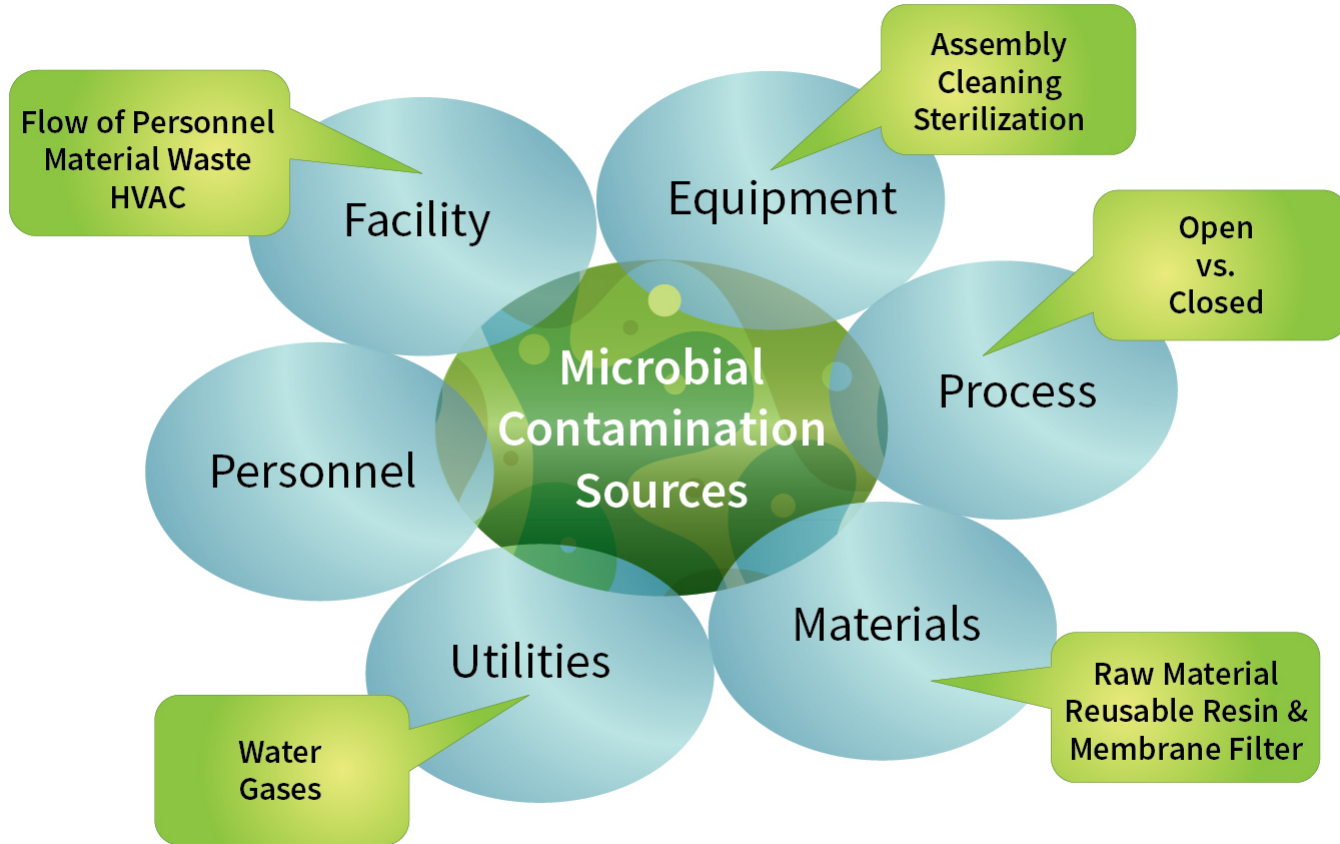 Assembly
Cleaning
Sterilization
Flow of Personnel
Material Waste
HVAC
Equipment
Facility
Open
vs.
Closed
Microbial
Contamination
Sources
Process
Personnel
Materials
Utilities
Raw Material
Reusable Resin &
Membrane Filter
Water
Gases